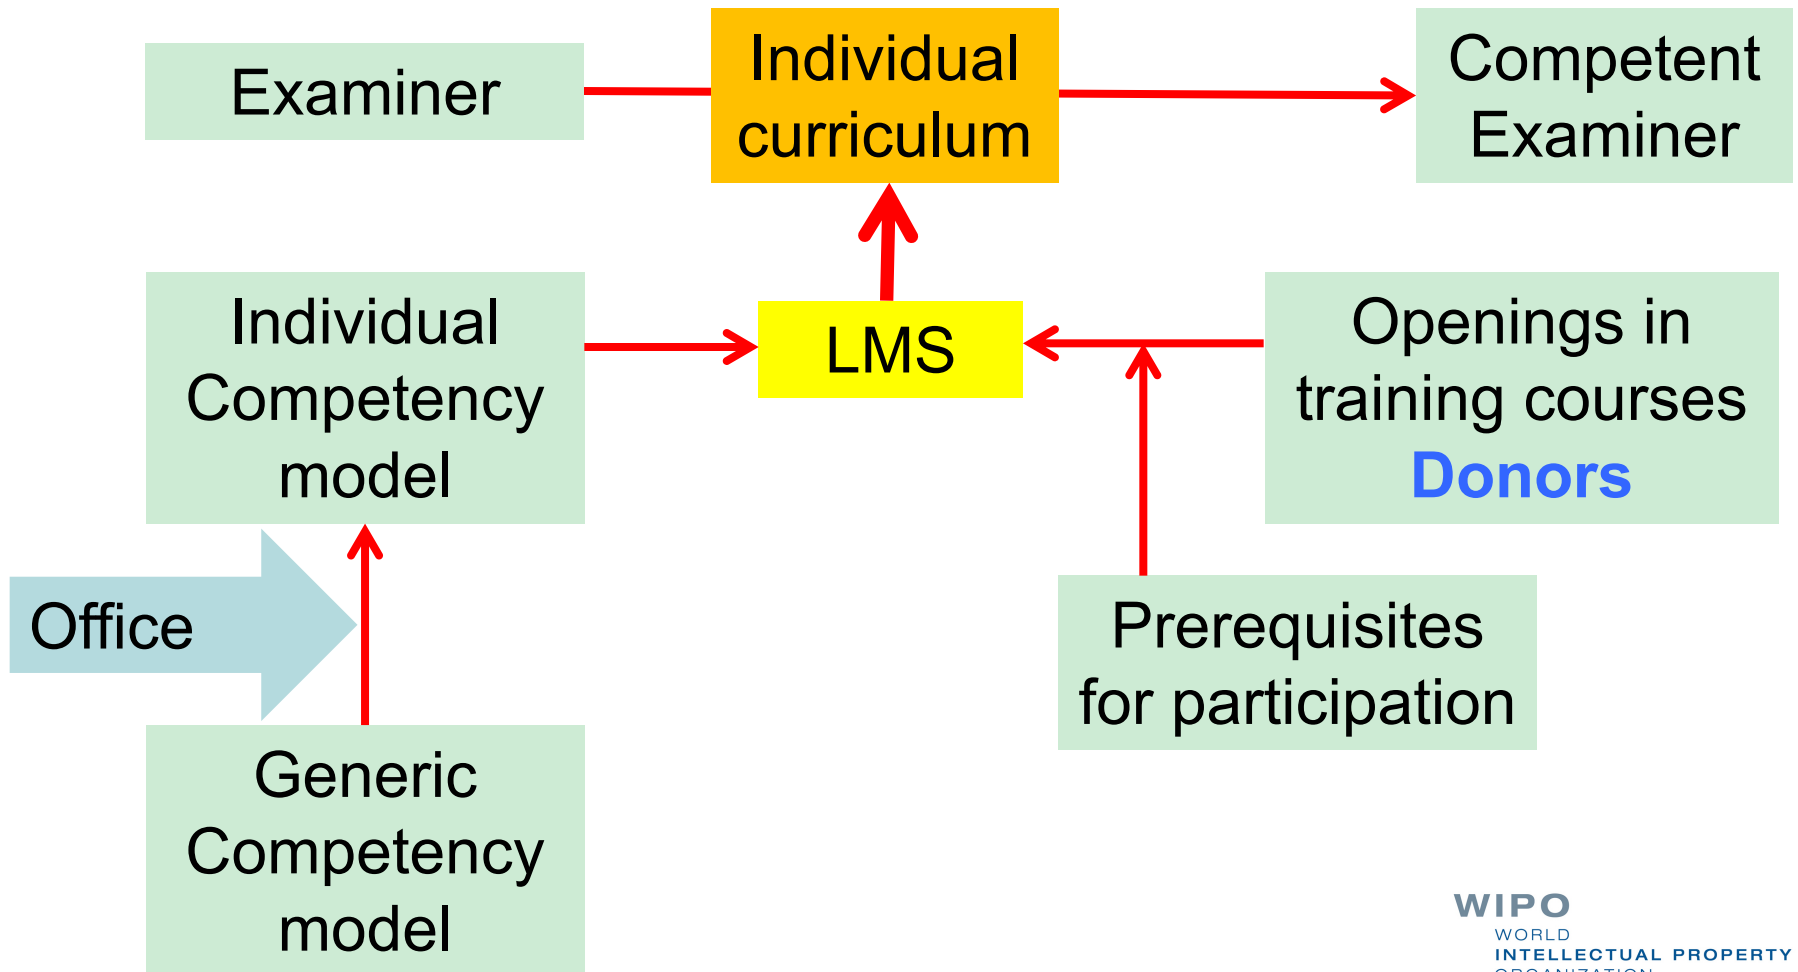 Examiner
Individual
curriculum
Competent
Examiner
Individual
Competency
model
LMS
Openings in
training courses
Donors
Office
Prerequisites
for participation
Generic
Competency
model
WIPO
WORLD
INTELLECTUAL PROPERTY
ORGANIZATION